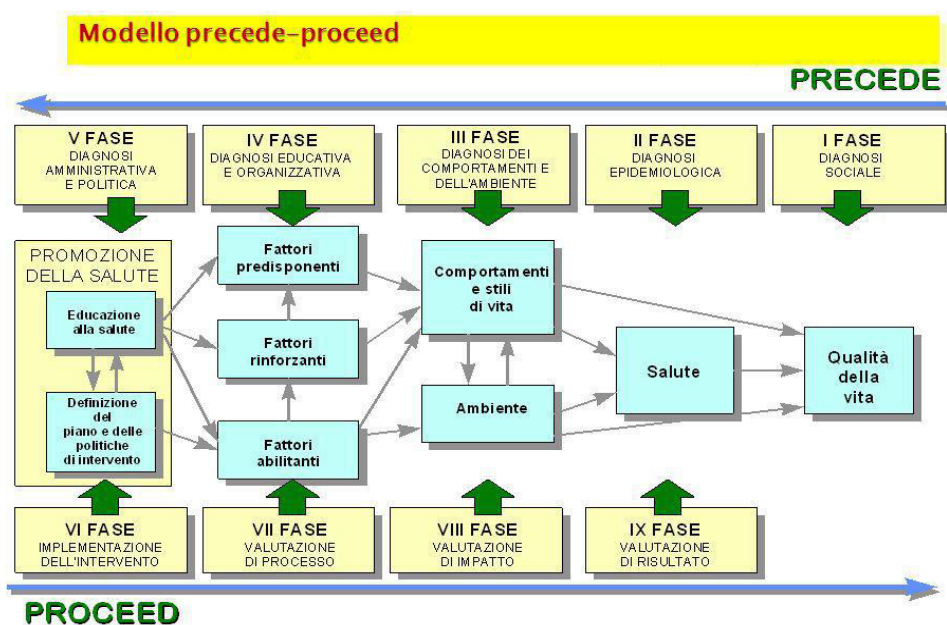 Modello precede-proceed
PRECEDE
V FASE
DIAGNOSI
AMMINISTRATIVA
E POLITICA
IV FASE
DIAGNOSI EDUCATIVA
E ORGANIZZATIVA
III FASE
DIAGNOSI DEI
COMPORTAMENTI E
DELL'AMBIENTE
II FASE
DIAGNOSI
EPIDEMIOLOGICA
I FASE
DIAGNOSI
SOCIALE
PROMOZIONE
DELLA SALUTE
Educazione
alla salute
Definizione
del
piano e delle
politiche
di intervento
Fattori
predisponenti
Fattori
rinforzanti
Fattori
abilitanti
Comportamenti
e stili
di vita
Ambiente
Salute
Qualità
della
vita
VI FASE
IMPLEMENTAZIONE
DELL'INTERVENTO
VII FASE
VALUTAZIONE
DI PROCESSO
VIII FASE
VALUTAZIONE
DI IMPATTO
IX FASE
VALUTAZIONE
DI RISULTATO
PROCEED